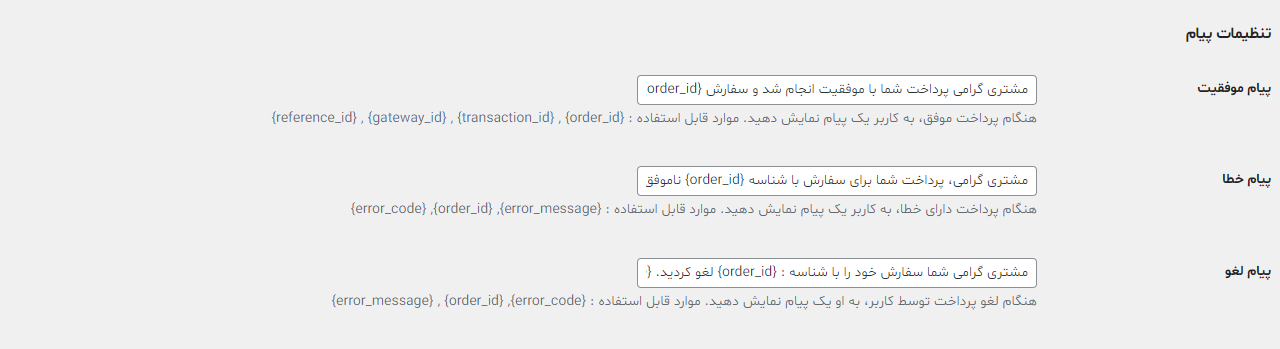 تنظیمات پیام
پیام موفقیت
مشتری گرامی پرداخت شما با موفقیت انجام شد و سفارش {order_id
هنگام پرداخت موفق، به کاربر یک پیام نمایش دهید. موارد قابل استفاده : {order_id} , {transaction_id} , {gateway_id} , {reference_id}
پیام خطا
مشتری گرامی، پرداخت شما برای سفارش با شناسه {order_id} ناموفق
هنگام پرداخت دارای خطا، به کاربر یک پیام نمایش دهید. موارد قابل استفاده : {error_message}, {order_id}, {error_code}
پیام لغو
مشتری گرامی شما سفارش خود را با شناسه : {order_id} لغو کردید. {
هنگام لغو پرداخت توسط کاربر، به او یک پیام نمایش دهید. موارد قابل استفاده : {error_code}, {order_id} , {error_message}